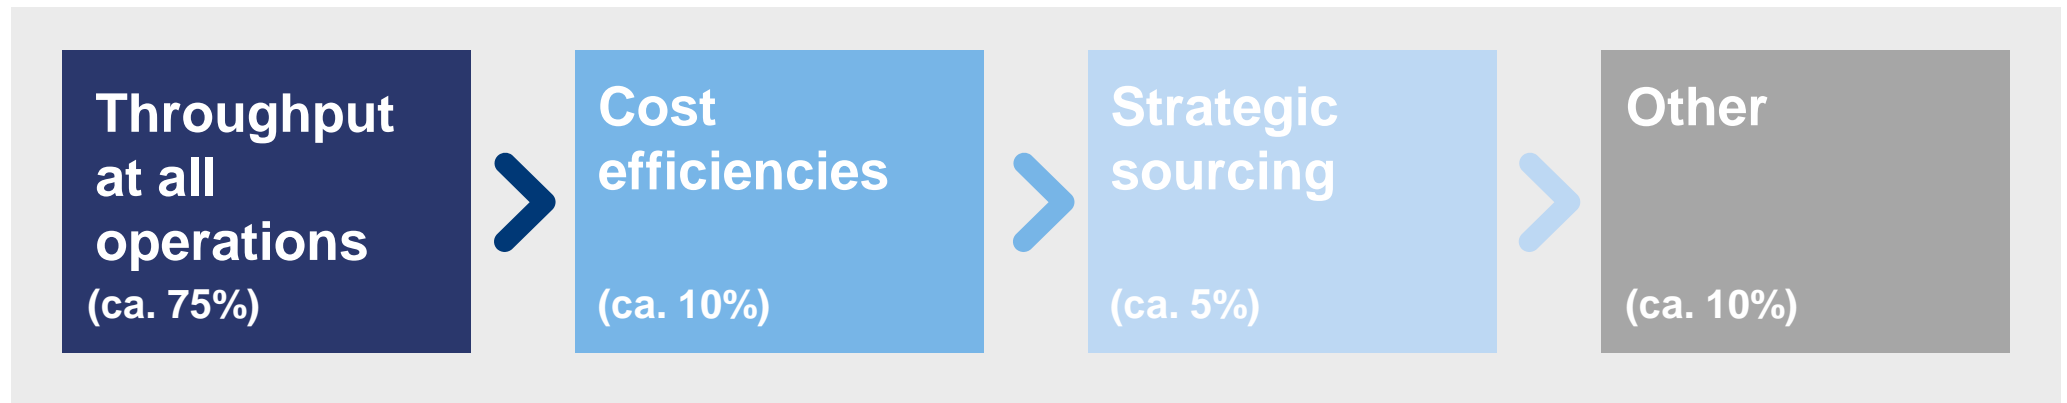 Throughput
at all
operations
(ca. 75%)
Cost
efficiencies
(ca. 10%)
Strategic
sourcing
(ca. 5%)
Other
(ca. 10%)